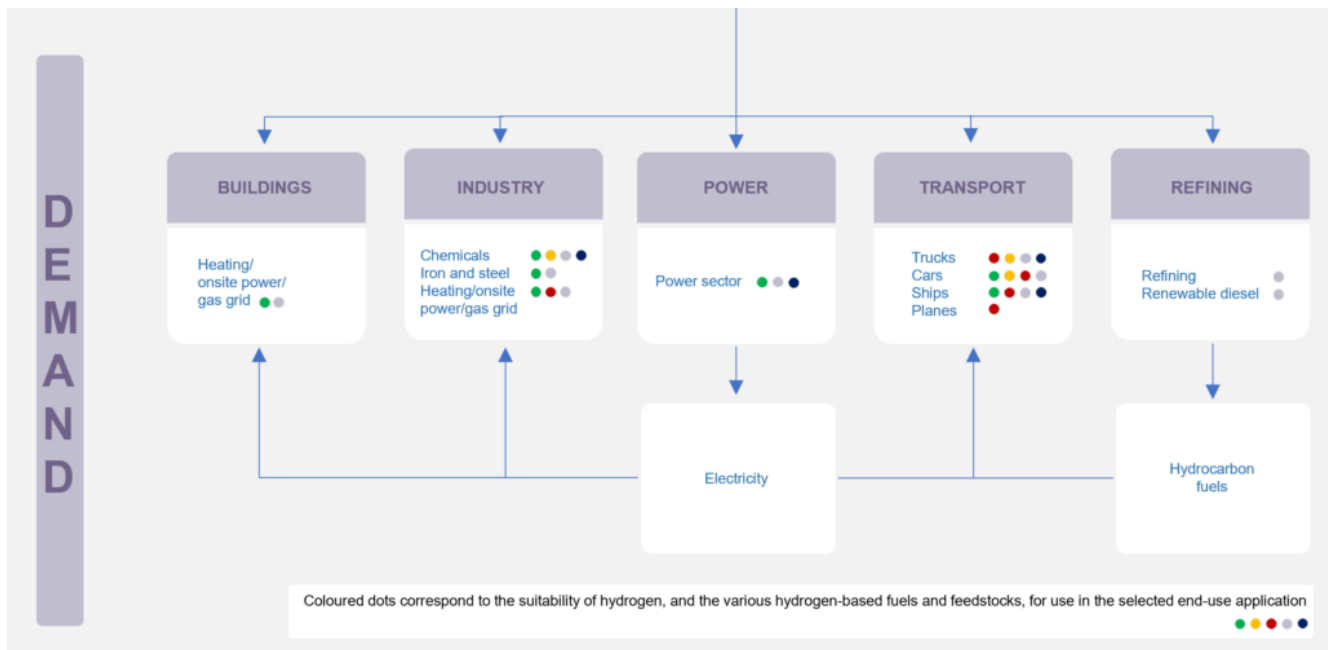 DEMAND
BUILDINGS
Heating/
onsite power/
gas grid
INDUSTRY
Chemicals
Iron and steel
Heating/onsite
power/gas grid
POWER
Power sector
TRANSPORT
Trucks
Cars
Ships
Planes
REFINING
Refining
Renewable diesel
Electricity
Hydrocarbon
fuels
Coloured dots correspond to the suitability of hydrogen, and the various hydrogen-based fuels and feedstocks, for use in the selected end-use application